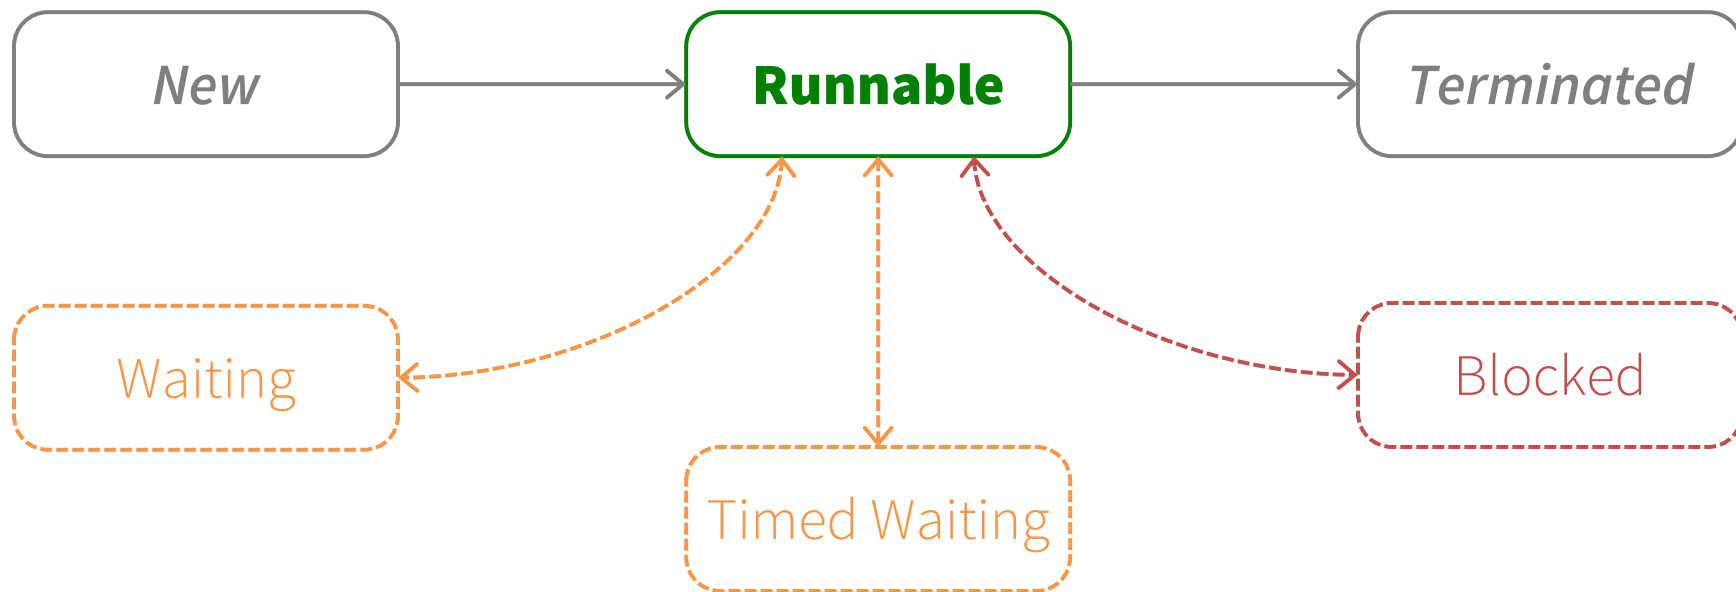 New
Runnable
Terminated
Waiting
Blocked
Timed Waiting